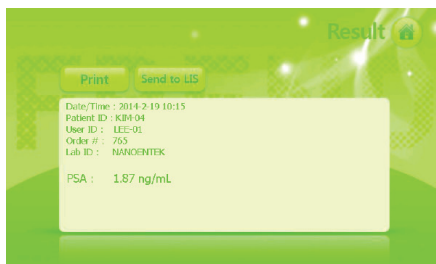 Result
Print Send to LIS
Date/Time : 2014-2-19 10:15
Patient ID : KIM-04
User ID : LEE-01
Order # : 765
Lab ID : NANOENTEK
PSA : 1.87 ng/mL